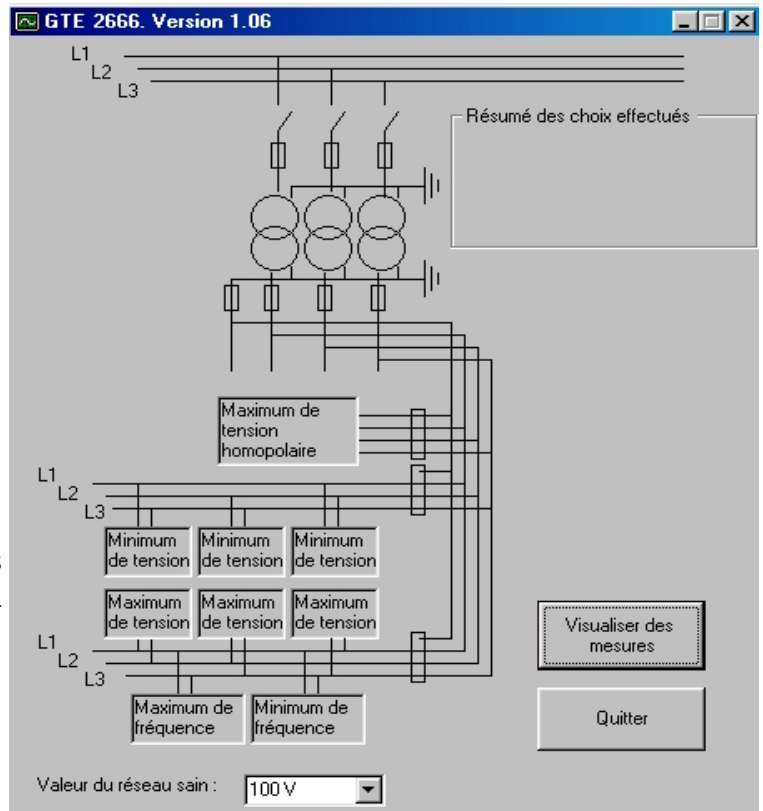 GTE 2666. Version 1.06
L1
L2
L3
Résumé des choix effectués
Maximum de
tension
homopolaire
L1
L2
L3
Minimum
de tension
Minimum
de tension
Minimum
de tension
Maximum
de tension
Maximum
de tension
Maximum
de tension
L1
L2
L3
Maximum de
fréquence
Minimum de
fréquence
Visualiser des
mesures
Quitter
Valeur du réseau sain :
100 V